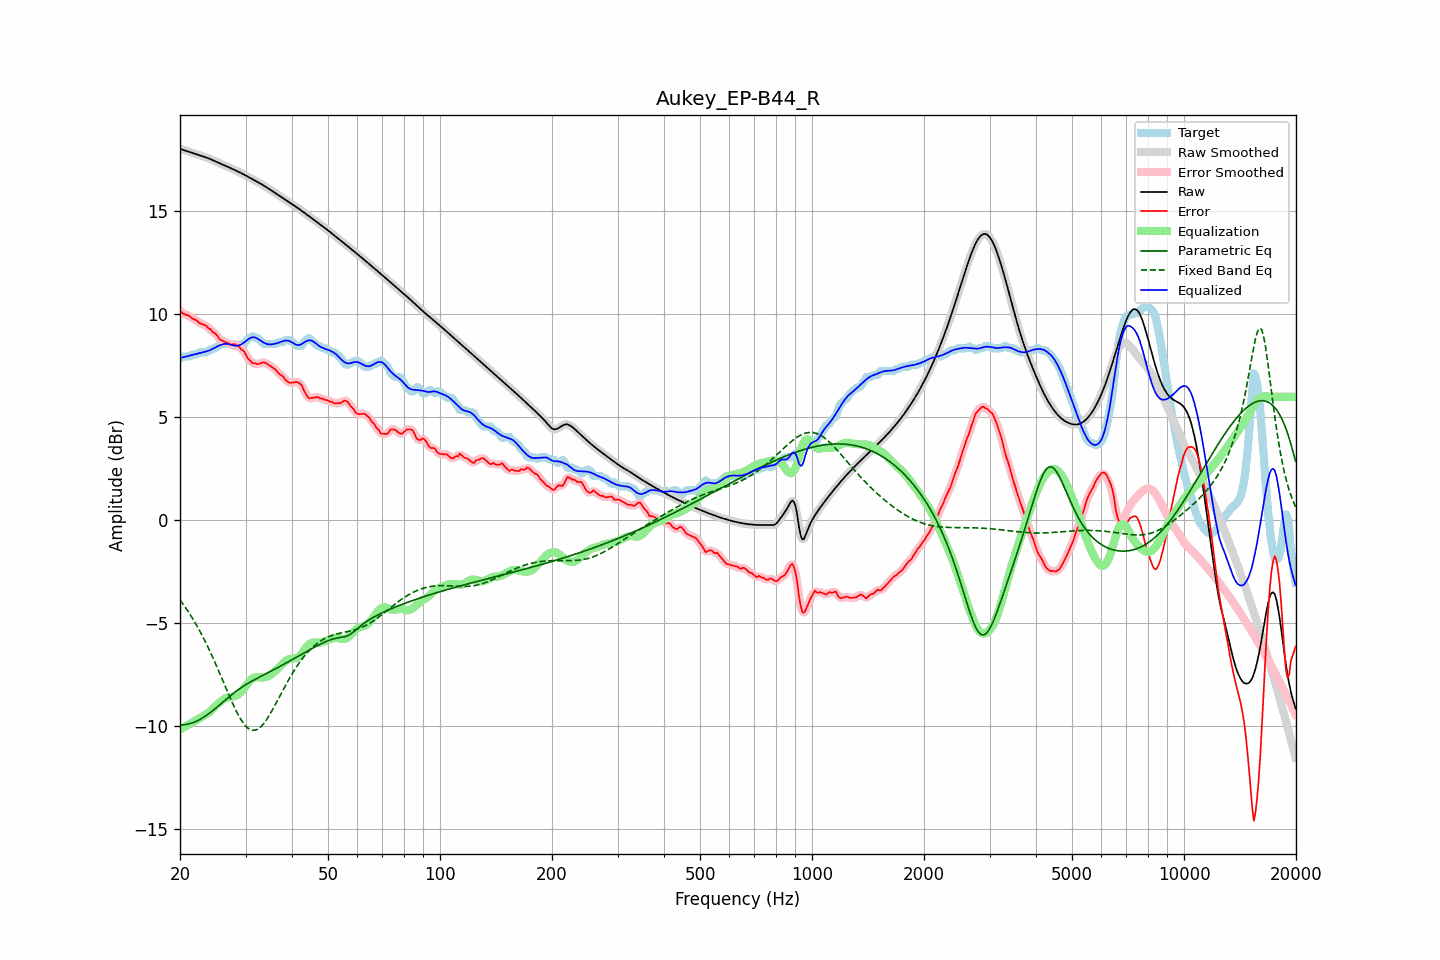 Aukey_EP-B44_R
Target
Raw Smoothed
Error Smoothed
Raw
Error
Equalization
Parametric Eq
Fixed Band Eq
Equalized
Amplitude (dBr)
15
10
5
0
−5
−10
−15
20
50
100
200
500
1000
2000
5000
10000
20000
Frequency (Hz)